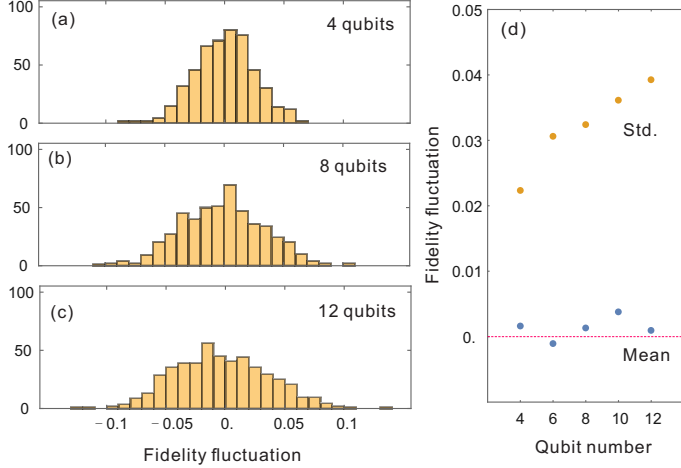 (a)
4 qubits
100
50
0
(b)
8 qubits
100
50
0
(c)
12 qubits
100
50
0
−0.1
−0.05
0.
0.05
0.1
Fidelity fluctuation
(d)
0.05
0.04
0.03
0.02
0.01
0.
Std.
Mean
Fidelity fluctuation
4
6
8
10
12
Qubit number